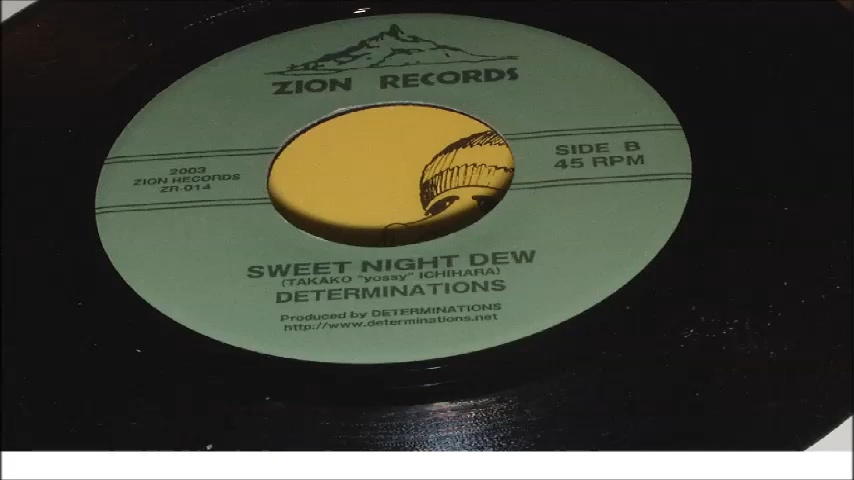 ZION RECORDS
2003
ZION RECORDS
ZR-014
SIDE B
45 RPM
SWEET NIGHT DEW
(TAKAKO "yossy" ICHIHARA)
DETERMINATIONS
Produced by DETERMINATIONS
http://www.determinations.net